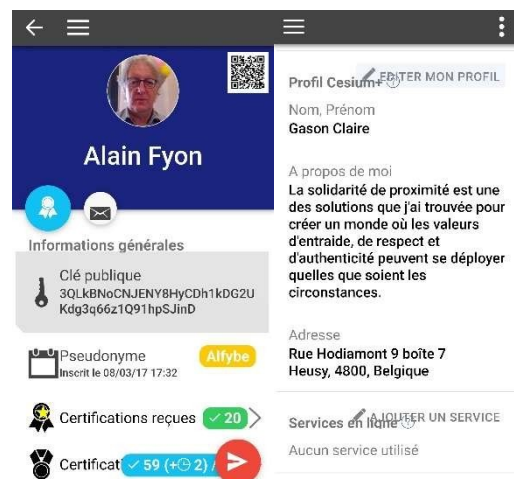 Alain Fyon
Informations générales
Clé publique
3QLkBNoCNJENY8HyCDh1kDG2U
Kdg3q66z1Q91hpSJinD
Pseudonyme
Alfybe
Inscrit le 08/03/17 17:32
Certifications reçues
20
Certificati
59 (+ 2)
Profil Cesium+
EDITER MON PROFIL
Nom, Prénom
Gason Claire
A propos de moi
La solidarité de proximité est une
des solutions que j'ai trouvée pour
créer un monde où les valeurs
d'entraide, de respect et
d'authenticité peuvent se déployer
quelles que soient les
circonstances.
Adresse
Rue Hodiamont 9 boîte 7
Heusy, 4800, Belgique
Services en ligne
AJOUTER UN SERVICE
Aucun service utilisé